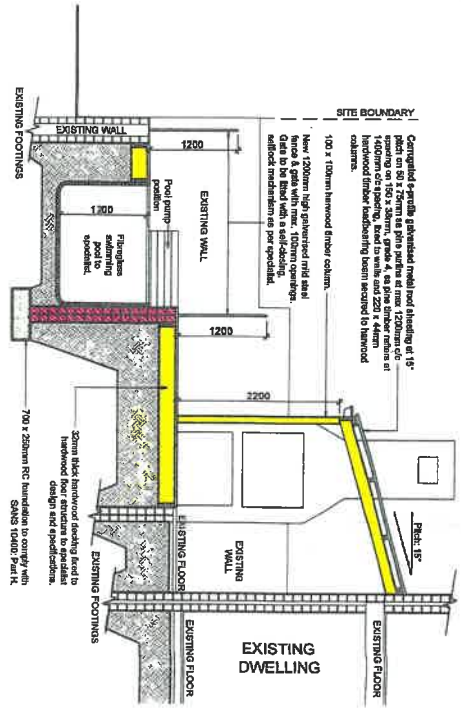 SITE BOUNDARY
Corrugated s-profile galvanised metal roof sheeting at 15°
pitch on 50 x 75mm sa pine purlins at max 1200mm c/c
spacing on 150 x 38mm, grade 4, sa pine timber rafters at
1400mm c/c spacing, fixed to walls and 220 x 44mm
hardwood timber loadbearing beam secured to harwood
columns.
100 x 100mm harwood timber column.
New 1200mm high galvanised mild steel
fence & gate with max. 100mm openings.
Gate to be fitted with a self-closing,
selflock mechanism as per specialist.
EXISTING WALL
EXISTING WALL
1200
1200
1200
2200
Pool pump
position
Fibreglass
swimming
pool to
specialist.
EXISTING FOOTINGS
Pitch: 15°
EXISTING
WALL
EXISTING FLOOR
EXISTING FLOOR
EXISTING FLOOR
EXISTING
DWELLING
EXISTING FOOTINGS
32mm thick hardwood decking fixed to
hardwood floor structure to specialist
design and specifications.
700 x 250mm RC foundation to comply with
SANS 10400: Part H.